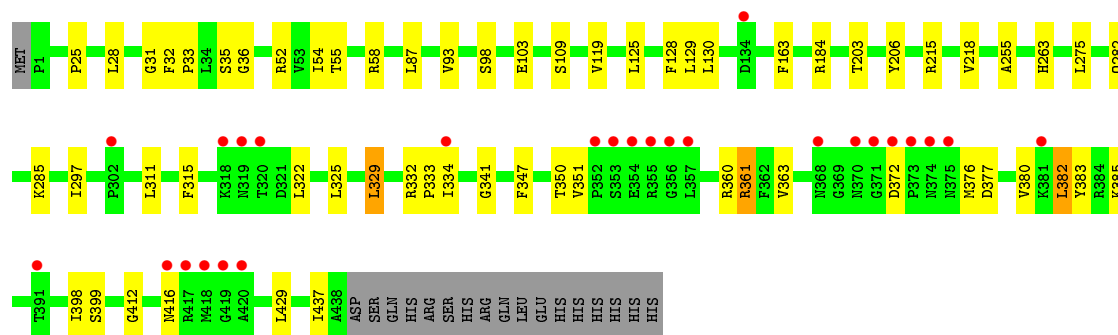 MET P1 P25 L28 G31 F32 P33 L34 S35 G36 R52 V53 I54 T55 R58 L87 V93 S98 E103 S109 V119 L125 F128 L129 L130 D134 F163 R184 T203 Y206 R215 V218 A255 H263 L275
K285 I297 P302 L311 F315 K318 N319 T320 D321 L322 L325 L329 R332 P333 I334 G341 F347 T350 V351 P352 S353 E354 R355 G356 L357 R360 R361 F362 V363 N368 G369 N370 G371 D372 P373 N374 N375 M376 D377 V380 K381 L382 Y383 R384 K385
T391 I398 S399 G412 N416 R417 M418 G419 A420 L429 I437 A438 ASP SER GLN HIS ARG SER HIS ARG GLN LEU GLU HIS HIS HIS HIS HIS HIS